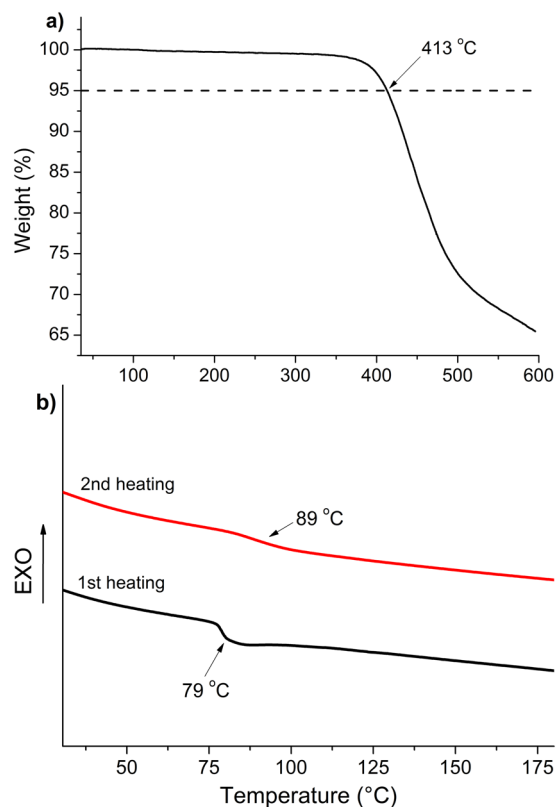 a)
413 °C
100
95
90
85
80
75
70
65
Weight (%)
100 200 300 400 500 600
b)
2nd heating
89 °C
EXO
1st heating
79 °C
50 75 100 125 150 175
Temperature (°C)